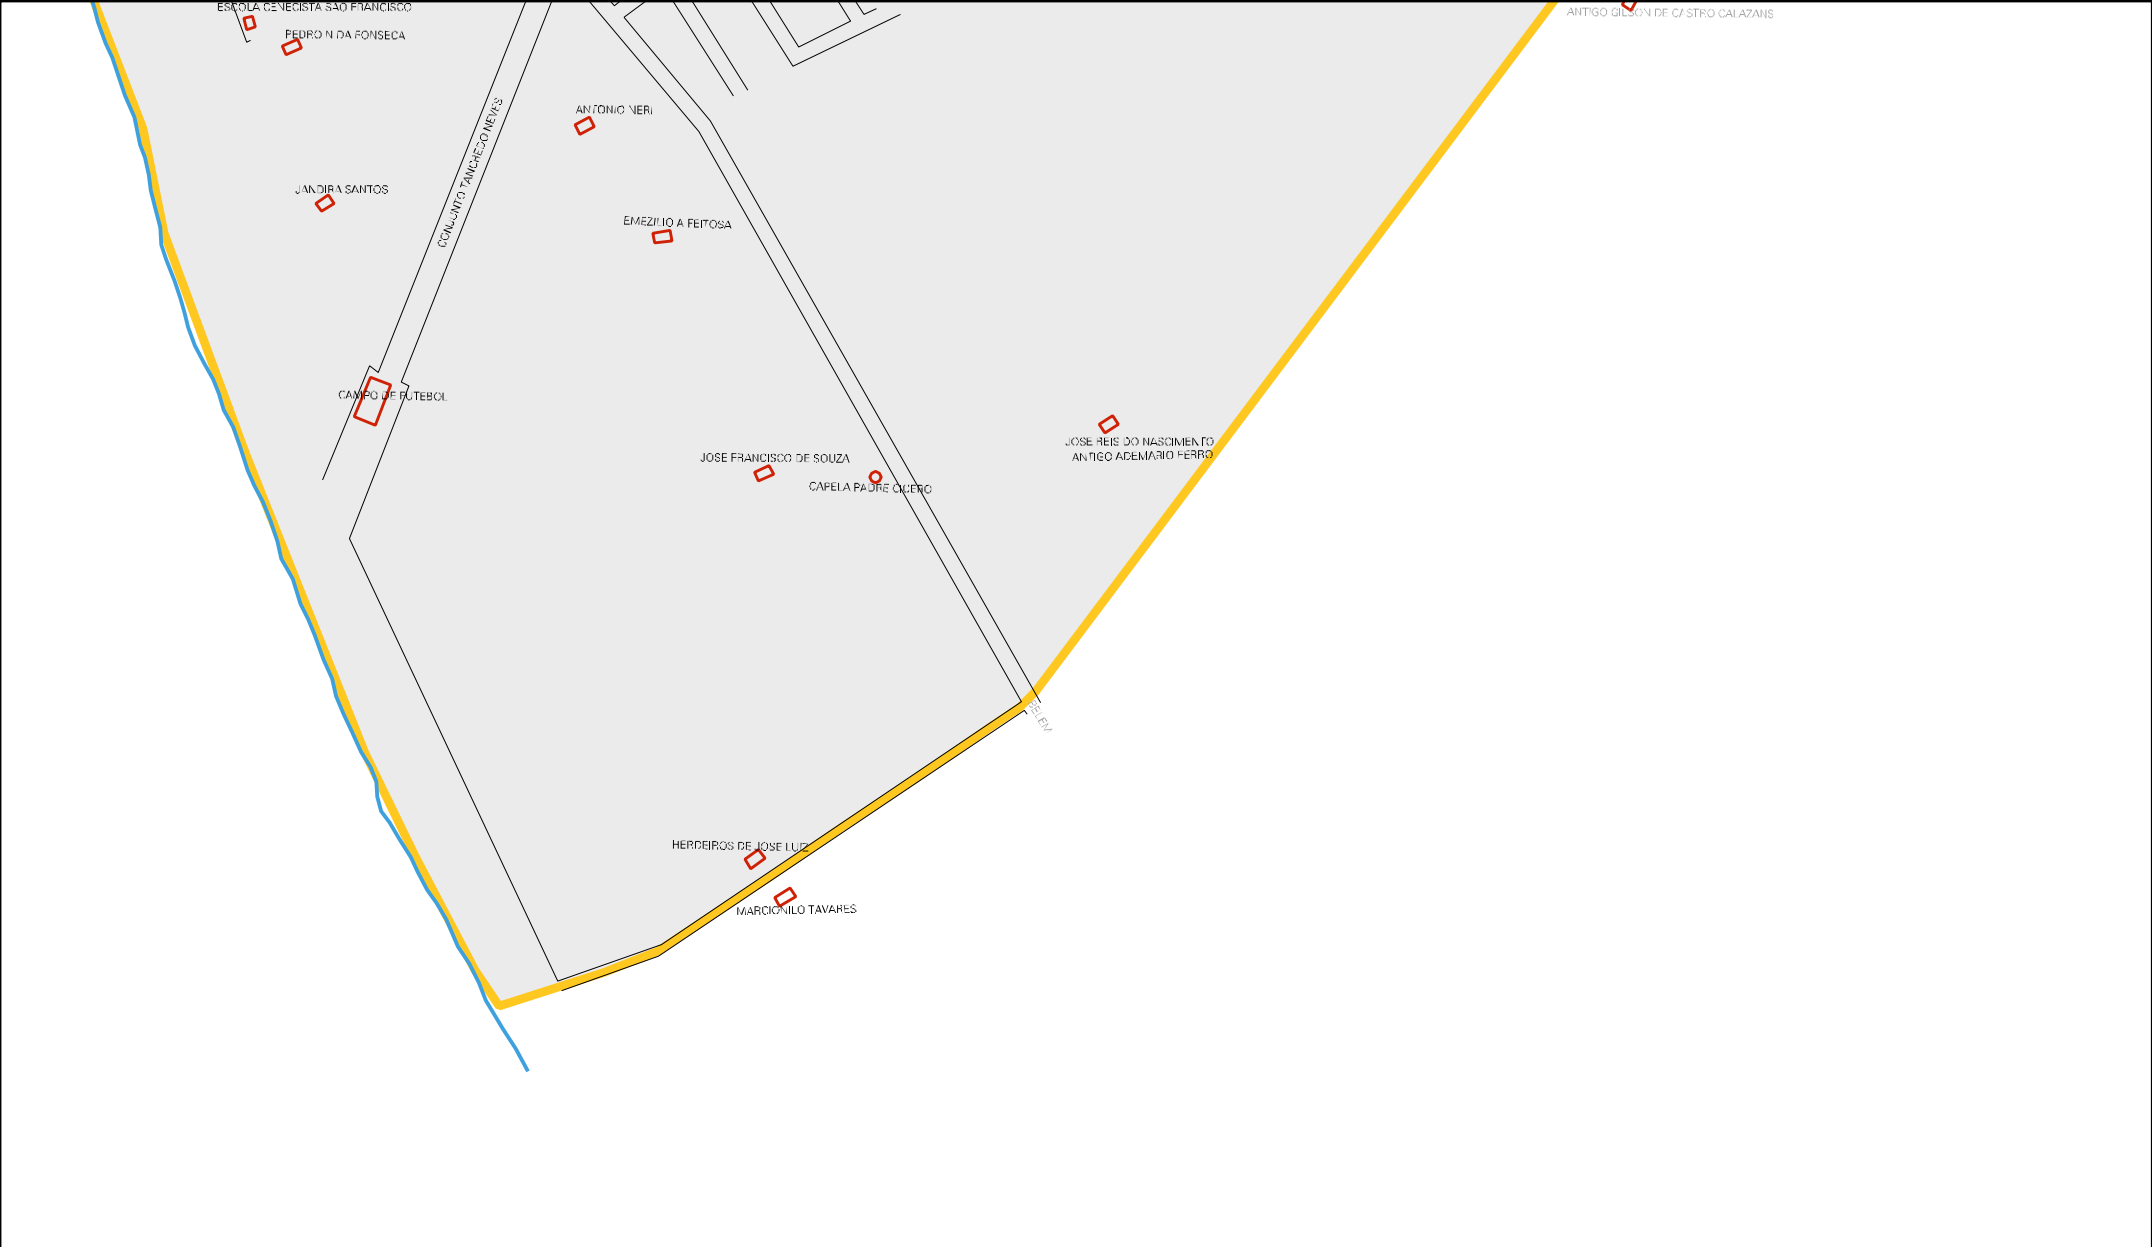 ESCOLA CENECISTA SAO FRANCISCO
ANTIGO GILSON DE CASTRO CALAZANS
PEDRO N DA FONSECA
ANTONIO NERI
CONJUNTO TANCREDO NEVES
JANDIRA SANTOS
EMEZILIO A FEITOSA
CAMPO DE FUTEBOL
JOSE REIS DO NASCIMENTO
ANTIGO ADEMARIO FERRO
JOSE FRANCISCO DE SOUZA
CAPELA PADRE CICERO
BELEM
HERDEIROS DE JOSE LUIZ
MARCIONILO TAVARES